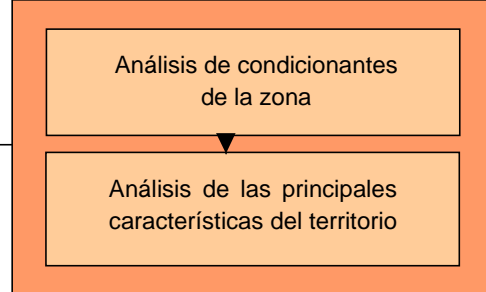 Análisis de condicionantes
de la zona
Análisis de las principales
características del territorio